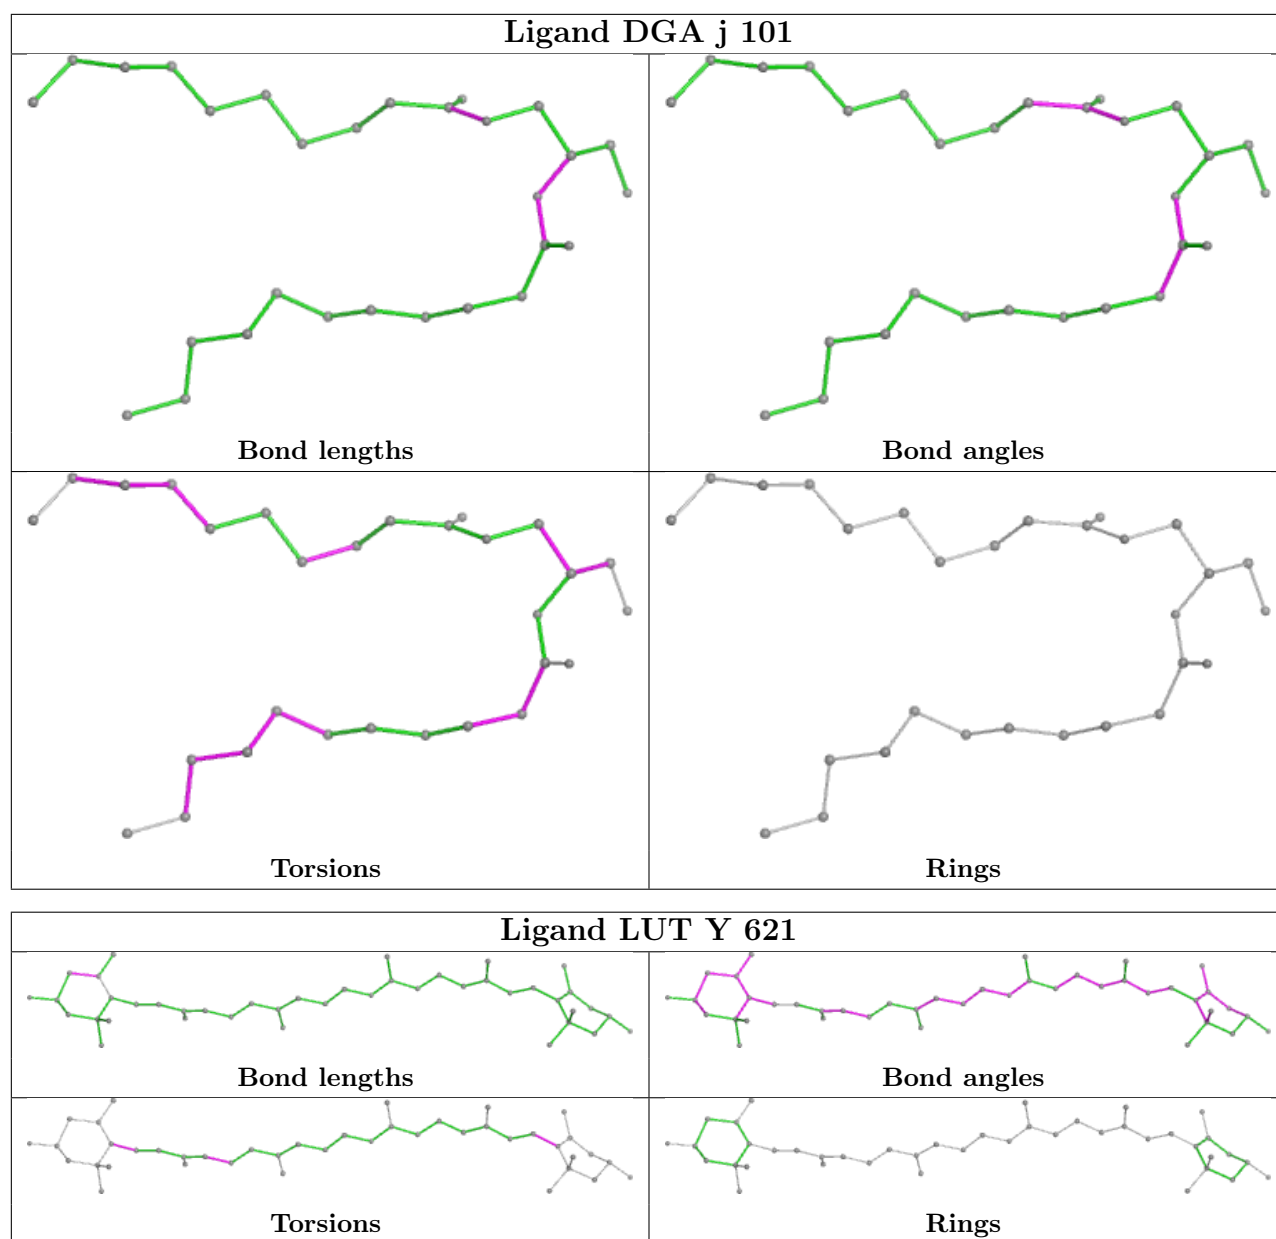 Ligand DGA j 101
Bond lengths
Bond angles
Torsions
Rings
Ligand LUT Y 621
Bond lengths
Bond angles
Torsions
Rings